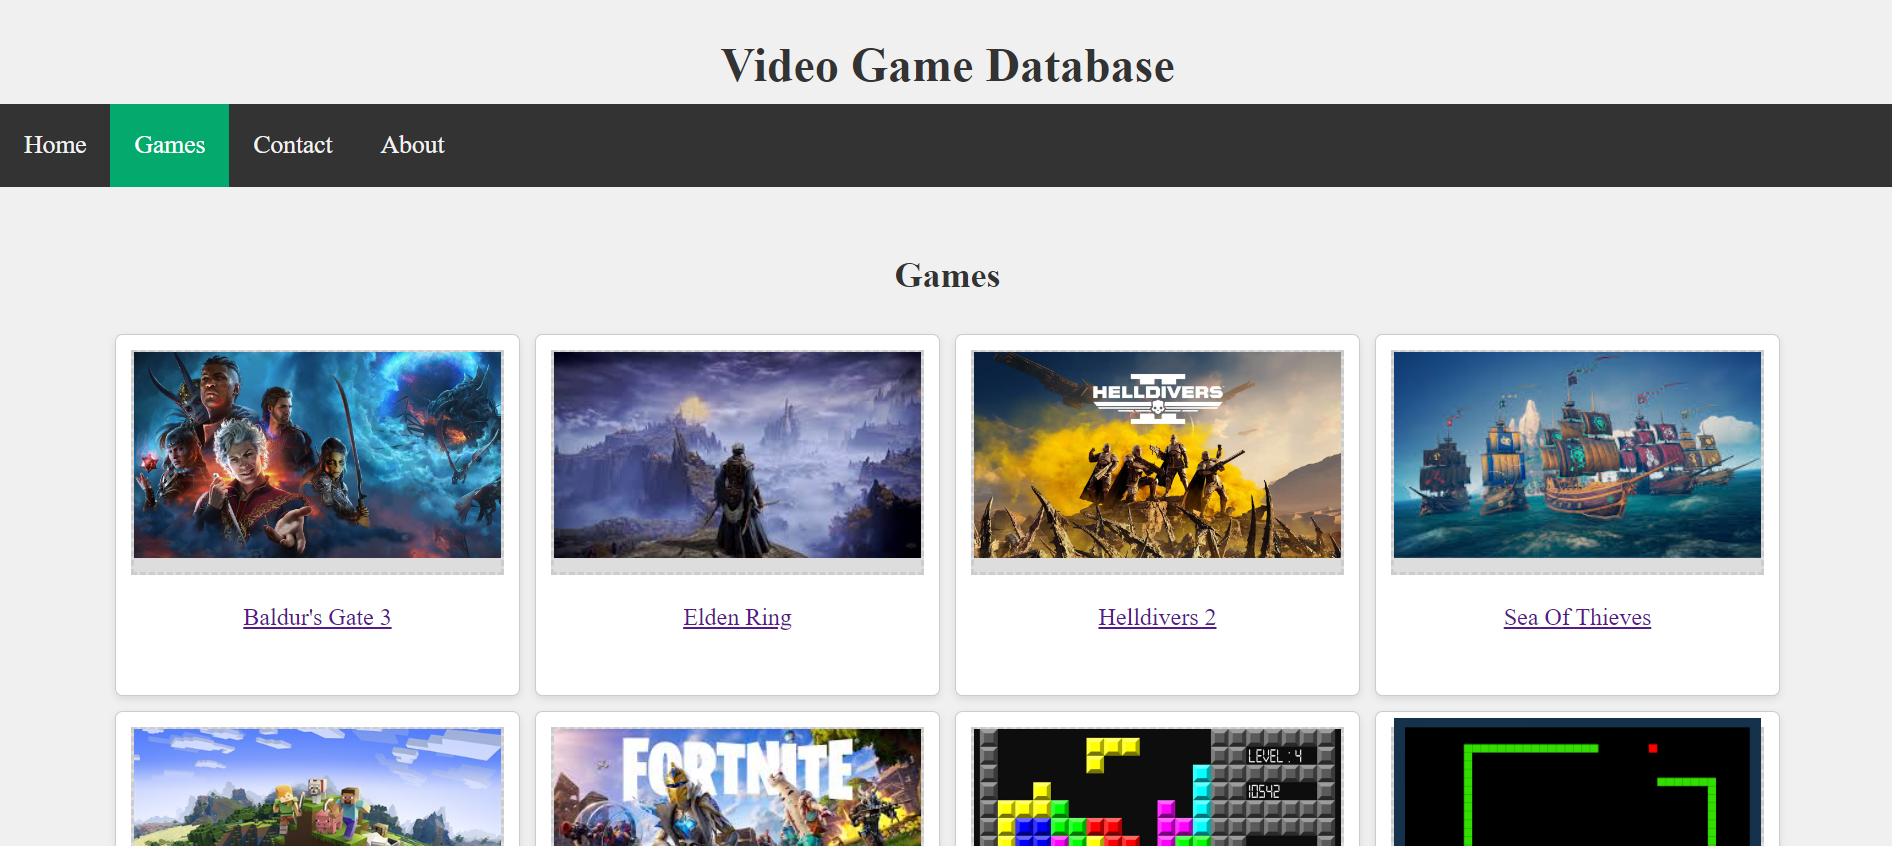 Video Game Database
Home Games Contact About
Games
HELLDIVERS
II
Baldur's Gate 3 Elden Ring Helldivers 2 Sea Of Thieves
FORTNITE
LEVEL : 4
10542